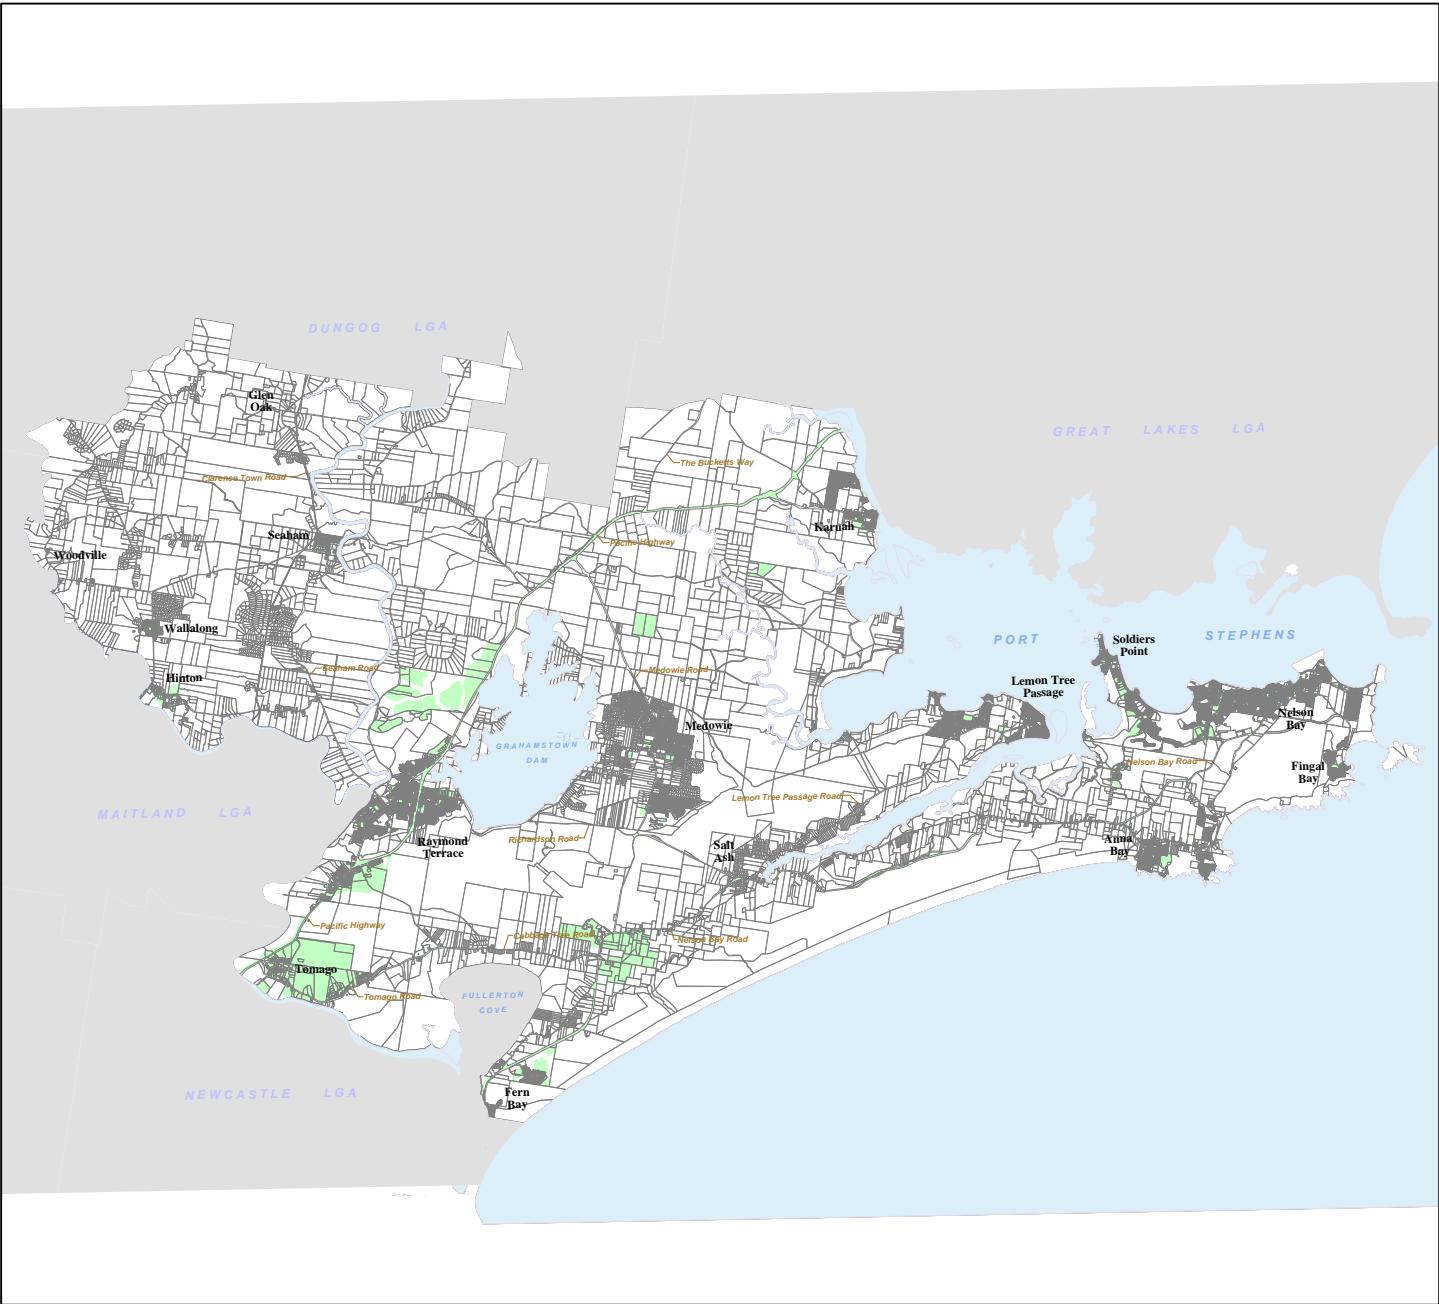 DUNGOG LGA
Glen
Oak
GREAT LAKES LGA
The Bucketts Way
Clarence Town Road
Karuah
Seaham
Pacific Highway
Woodville
Wallalong
PORT STEPHENS
Soldiers
Point
Seaham Road
Medowie Road
Hinton
Lemon Tree
Passage
Nelson
Bay
Medowie
GRAHAMSTOWN
DAM
Nelson Bay Road
Fingal
Bay
Lemon Tree Passage Road
MAITLAND LGA
Richardson Road
Raymond
Terrace
Salt
Ash
Anna
Bay
Pacific Highway
Cabbage Tree Road
Nelson Bay Road
Tomago
Tomago Road
FULLERTON
COVE
NEWCASTLE LGA
Fern
Bay